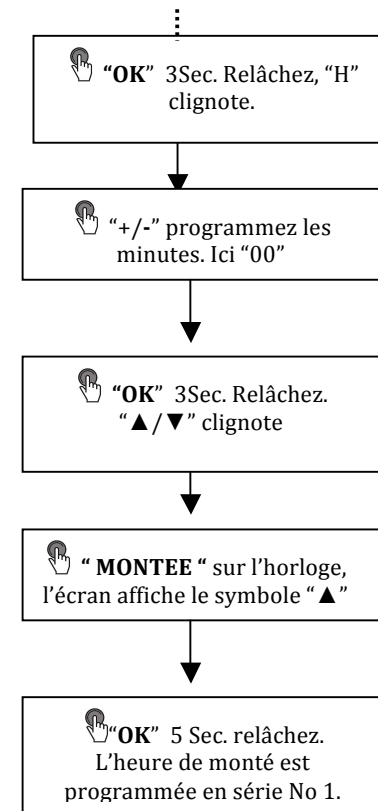 “OK” 3Sec. Relâchez, “H”
clignote.
“+/-” programmez les
minutes. Ici “00”
“OK” 3Sec. Relâchez.
“▲/▼” clignote
“ MONTEE “ sur l’horloge,
l’écran affiche le symbole “▲”
“OK” 5 Sec. relâchez.
L’heure de monté est
programmée en série No 1.